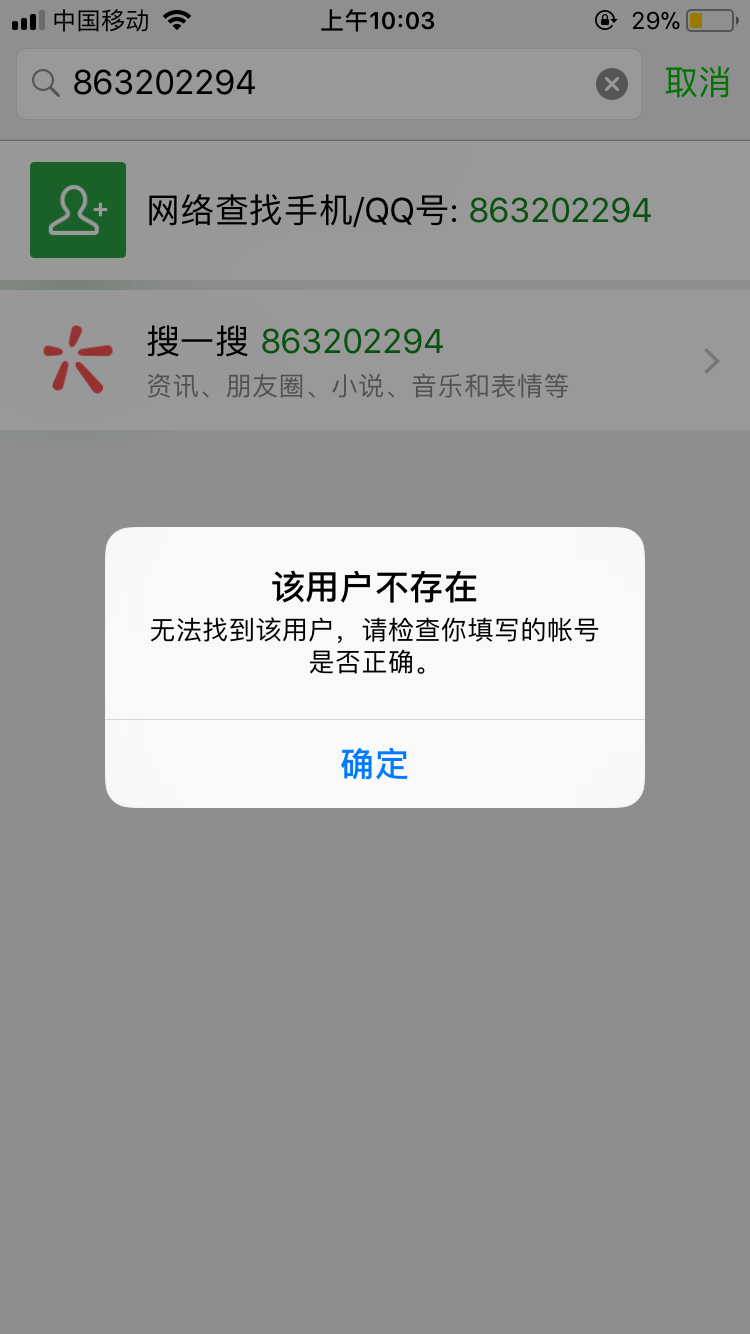 中国移动 上午10:03 29%
863202294 取消
网络查找手机/QQ号: 863202294
搜一搜 863202294
资讯、朋友圈、小说、音乐和表情等
该用户不存在
无法找到该用户，请检查你填写的帐号
是否正确。
确定